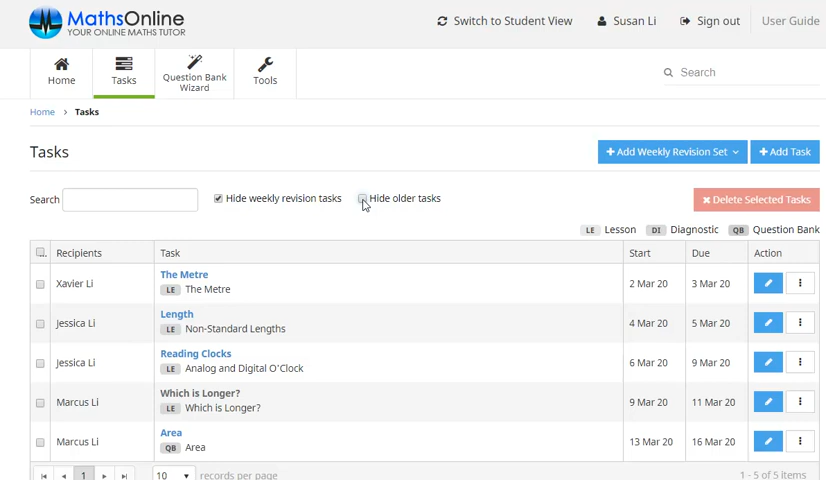 MathsOnline
YOUR ONLINE MATHS TUTOR
Switch to Student View Susan Li Sign out User Guide
Home Tasks Question Bank Wizard Tools Search
Home > Tasks
Tasks
Add Weekly Revision Set Add Task
Search Hide weekly revision tasks Hide older tasks Delete Selected Tasks
LE Lesson DI Diagnostic QB Question Bank
Recipients Task Start Due Action
Xavier Li The Metre 2 Mar 20 3 Mar 20
LE The Metre
Jessica Li Length 4 Mar 20 5 Mar 20
LE Non-Standard Lengths
Jessica Li Reading Clocks 6 Mar 20 9 Mar 20
LE Analog and Digital O'Clock
Marcus Li Which is Longer? 9 Mar 20 11 Mar 20
LE Which is Longer?
Marcus Li Area 13 Mar 20 16 Mar 20
QB Area
1 10 records per page 1 - 5 of 5 items